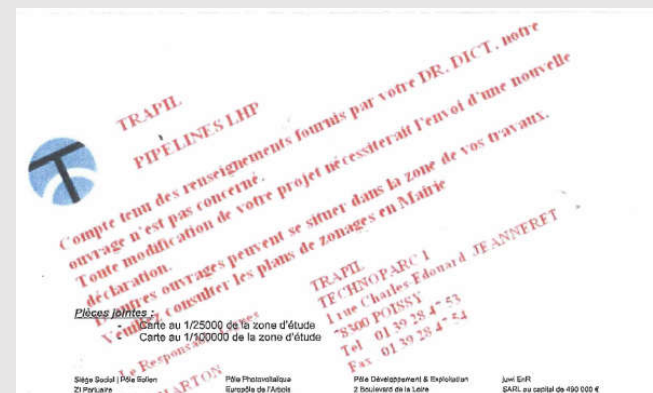 TRAPIL
PIPELINES LHP
Compte tenu des renseignements fournis par votre DR, DICT, notre
ouvrage n'est pas concerné.
Toute modification de votre projet nécessiterait l'envoi d'une nouvelle
déclaration.
D'autres ouvrages peuvent se situer dans la zone de vos travaux.
Veuillez consulter les plans de zonages en Mairie
TRAPIL
TECHNOPARC 1
1 rue Charles Edouard JEANNERET
78300 POISSY
Tel 01 39 28 47 53
Fax 01 39 28 47 54
Pièces jointes :
- Carte au 1/25000 de la zone d'étude
- Carte au 1/100000 de la zone d'étude
Le Responsable
MARTON
Siège Social | Pôle Eolien
ZI Parluaire
Pôle Photovoltaïque
Européle de l'Arbois
Pôle Développement & Exploitation
2 Boulevard de la Loire
juwi EnR
SARL au capital de 490 000 €